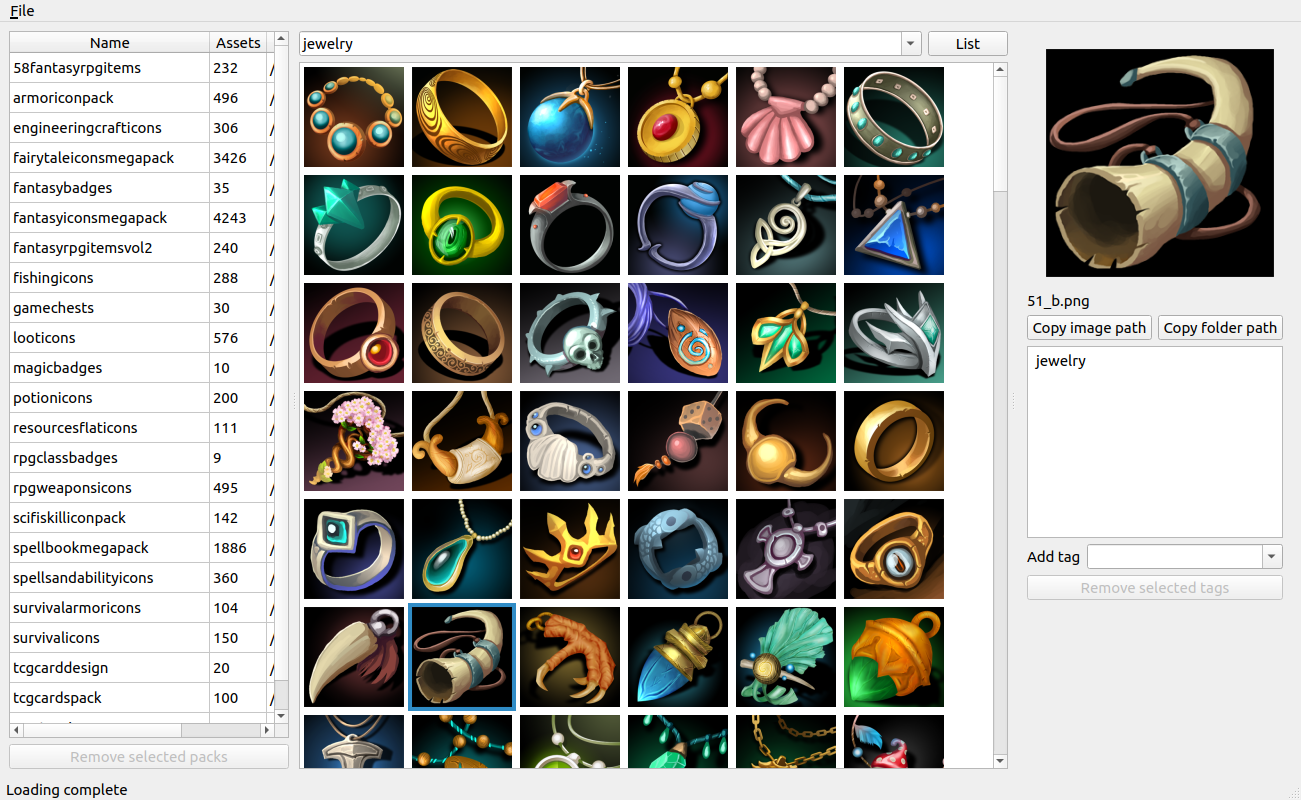 File
Name Assets
58fantasyrpgitems 232 /
armoriconpack 496 /
engineeringcrafticons 306 /
fairytaleiconsmegapack 3426 /
fantasybadges 35 /
fantasyiconsmegapack 4243 /
fantasyrpgitemsvol2 240 /
fishingicons 288 /
gamechests 30 /
looticons 576 /
magicbadges 10 /
potionicons 200 /
resourcesflaticons 111 /
rpgclassbadges 9 /
rpgweaponsicons 495 /
scifiskilliconpack 142 /
spellbookmegapack 1886 /
spellsandabilityicons 360 /
survivalarmoricons 104 /
survivalicons 150 /
tcgcarddesign 20 /
tcgcardspack 100 /
Remove selected packs
jewelry
List
51_b.png
Copy image path Copy folder path
jewelry
Add tag
Remove selected tags
Loading complete